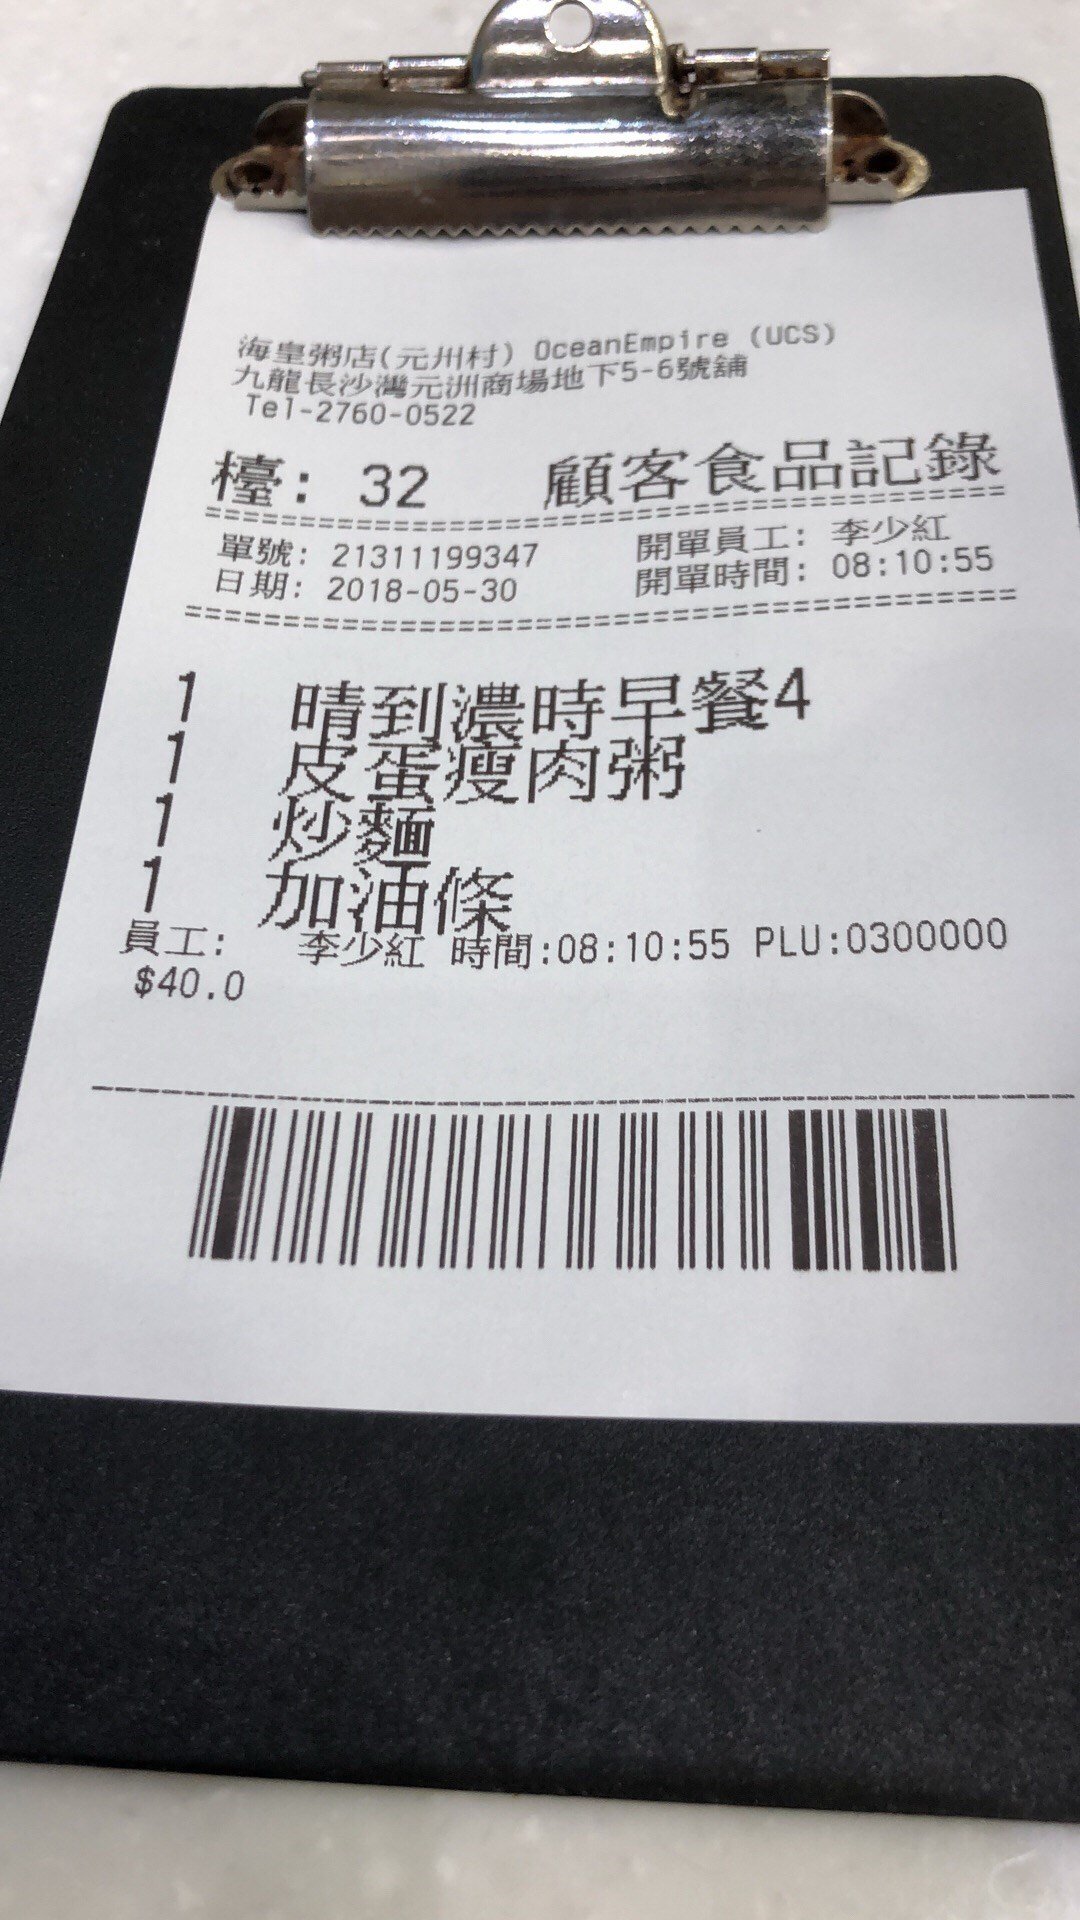 海皇粥店(元州村) OceanEmpire (UCS)
九龍長沙灣元洲商場地下5-6號舖
Tel-2760-0522
檯: 32 顧客食品記錄
單號: 21311199347 開單員工: 李少紅
日期: 2018-05-30 開單時間: 08:10:55
1 晴到濃時早餐4
1 皮蛋瘦肉粥
1 炒麵
1 加油條
員工: 李少紅 時間:08:10:55 PLU:0300000
$40.0